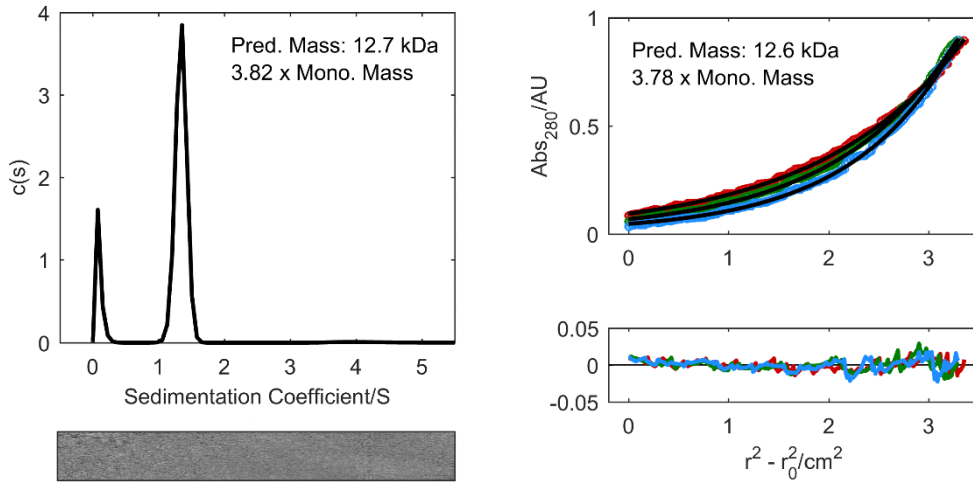 4
3
2
1
0
c(s)
Pred. Mass: 12.7 kDa
3.82 x Mono. Mass
0 1 2 3 4 5
Sedimentation Coefficient/S
1
0.5
0
Abs280/AU
Pred. Mass: 12.6 kDa
3.78 x Mono. Mass
0 1 2 3
0.05
0
-0.05
0 1 2 3
r2 - r02/cm2